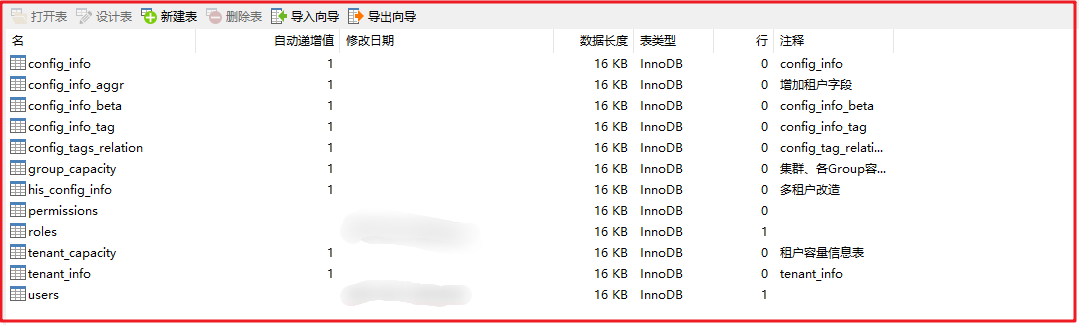 打开表 设计表 新建表 删除表 导入向导 导出向导
名 自动递增值 修改日期 数据长度 表类型 行 注释
config_info 1 16 KB InnoDB 0 config_info
config_info_aggr 1 16 KB InnoDB 0 增加租户字段
config_info_beta 1 16 KB InnoDB 0 config_info_beta
config_info_tag 1 16 KB InnoDB 0 config_info_tag
config_tags_relation 1 16 KB InnoDB 0 config_tag_relati...
group_capacity 1 16 KB InnoDB 0 集群、各Group容...
his_config_info 1 16 KB InnoDB 0 多租户改造
permissions 16 KB InnoDB 0
roles 16 KB InnoDB 1
tenant_capacity 1 16 KB InnoDB 0 租户容量信息表
tenant_info 1 16 KB InnoDB 0 tenant_info
users 16 KB InnoDB 1